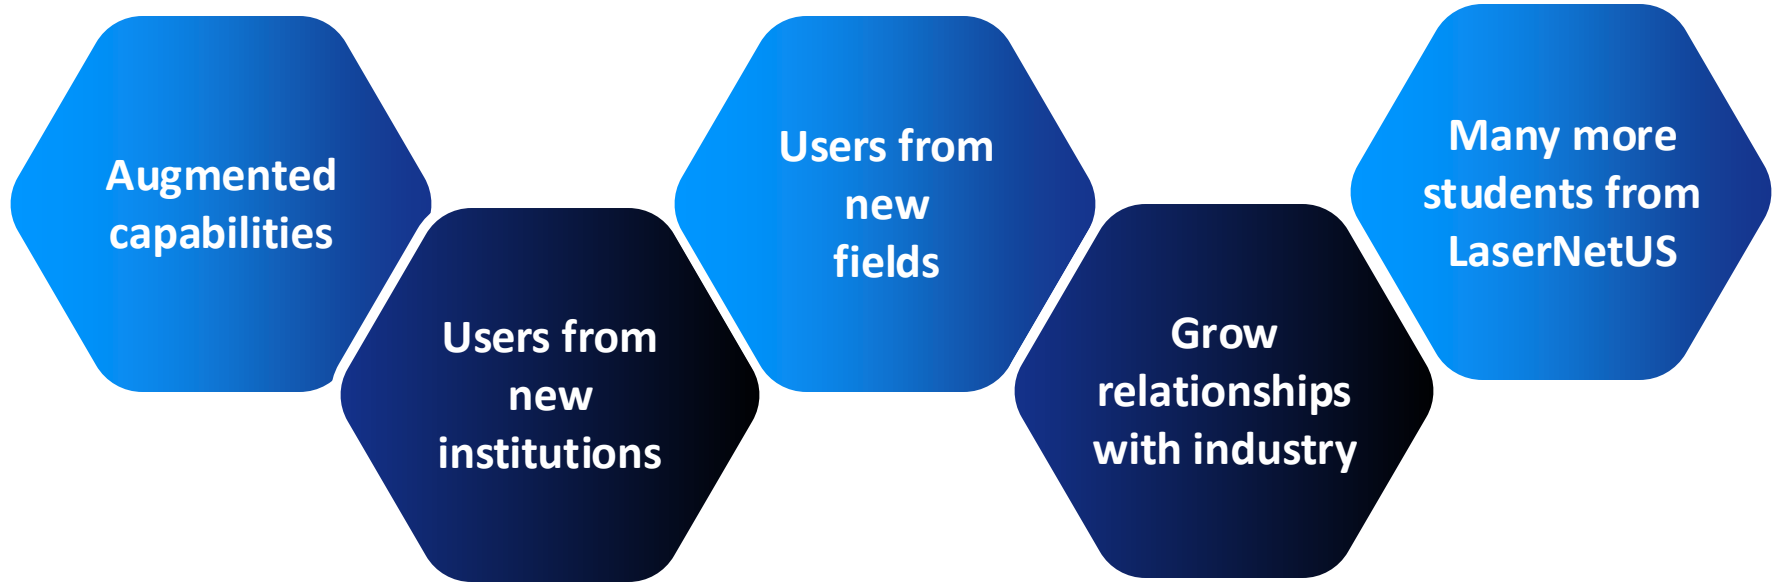 Augmented
capabilities
Users from
new
institutions
Users from
new
fields
Grow
relationships
with industry
Many more
students from
LaserNetUS